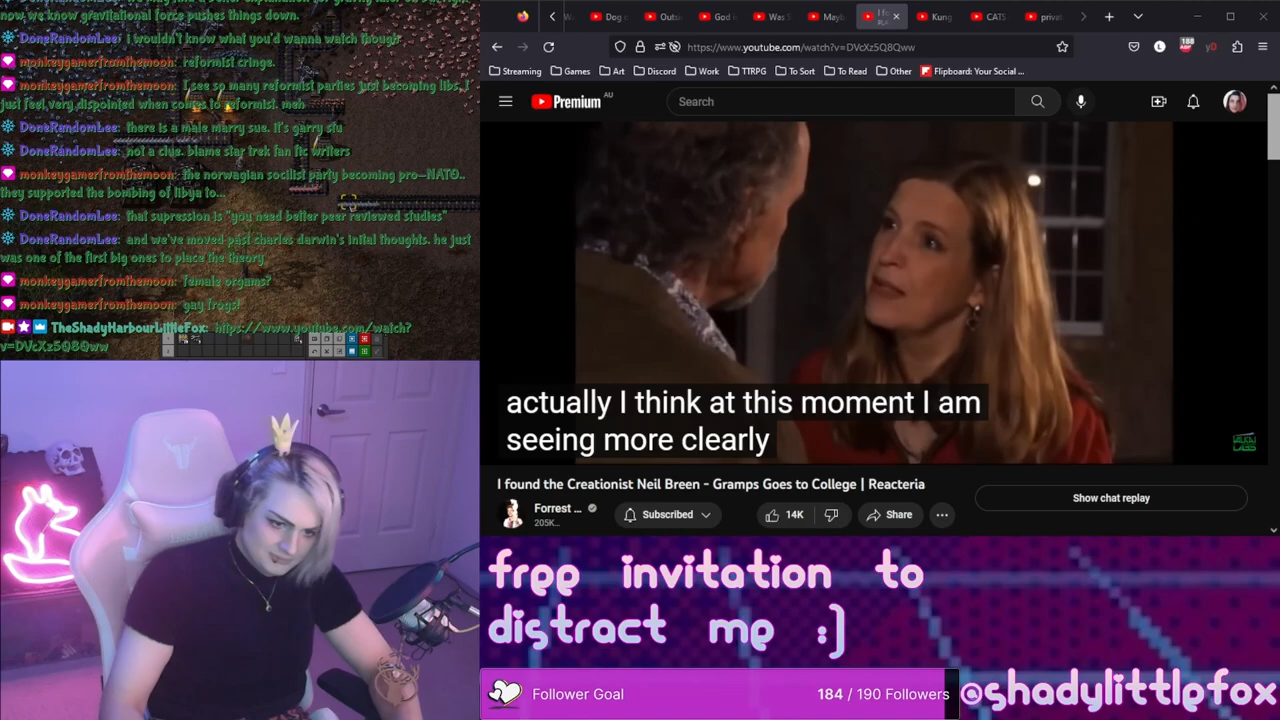 now we know gravitational force pushes things down.
DoneRandomLee: i wouldn't know what you'd wanna watch though
monkeygamerfromthemoon: reformist cringe.
monkeygamerfromthemoon: I see so many reformist parties just becoming libs, I
just feel very dispointed when comes to reformist. meh
DoneRandomLee: there is a male marry sue. it's garry stu
DoneRandomLee: not a clue. blame star trek fan fic writers
monkeygamerfromthemoon: the norwegian socilist party becoming pro-NATO..
they supported the bombing of libya to...
DoneRandomLee: that supression is "you need better peer reviewed studies"
DoneRandomLee: and we've moved past charles darwin's inital thoughts. he just
was one of the first big ones to place the theory
monkeygamerfromthemoon: female orgams?
monkeygamerfromthemoon: gay frogs!
TheShadyHarbourLittleFox: https://www.youtube.com/watch?
v=DVcXz5Q8Qww
Dog
Outsi
God i
Was S
Mayb
I fo
Kung
CATS
privat
https://www.youtube.com/watch?v=DVcXz5Q8Qww
188
Streaming
Games
Art
Discord
Work
TTRPG
To Sort
To Read
Other
Flipboard: Your Social ...
Premium AU
Search
actually I think at this moment I am
seeing more clearly
I found the Creationist Neil Breen - Gramps Goes to College | Reacteria
Forrest ...
205K...
Subscribed
14K
Share
Show chat replay
free invitation to
distract me :]
Follower Goal
184 / 190 Followers
@shadylittlefox